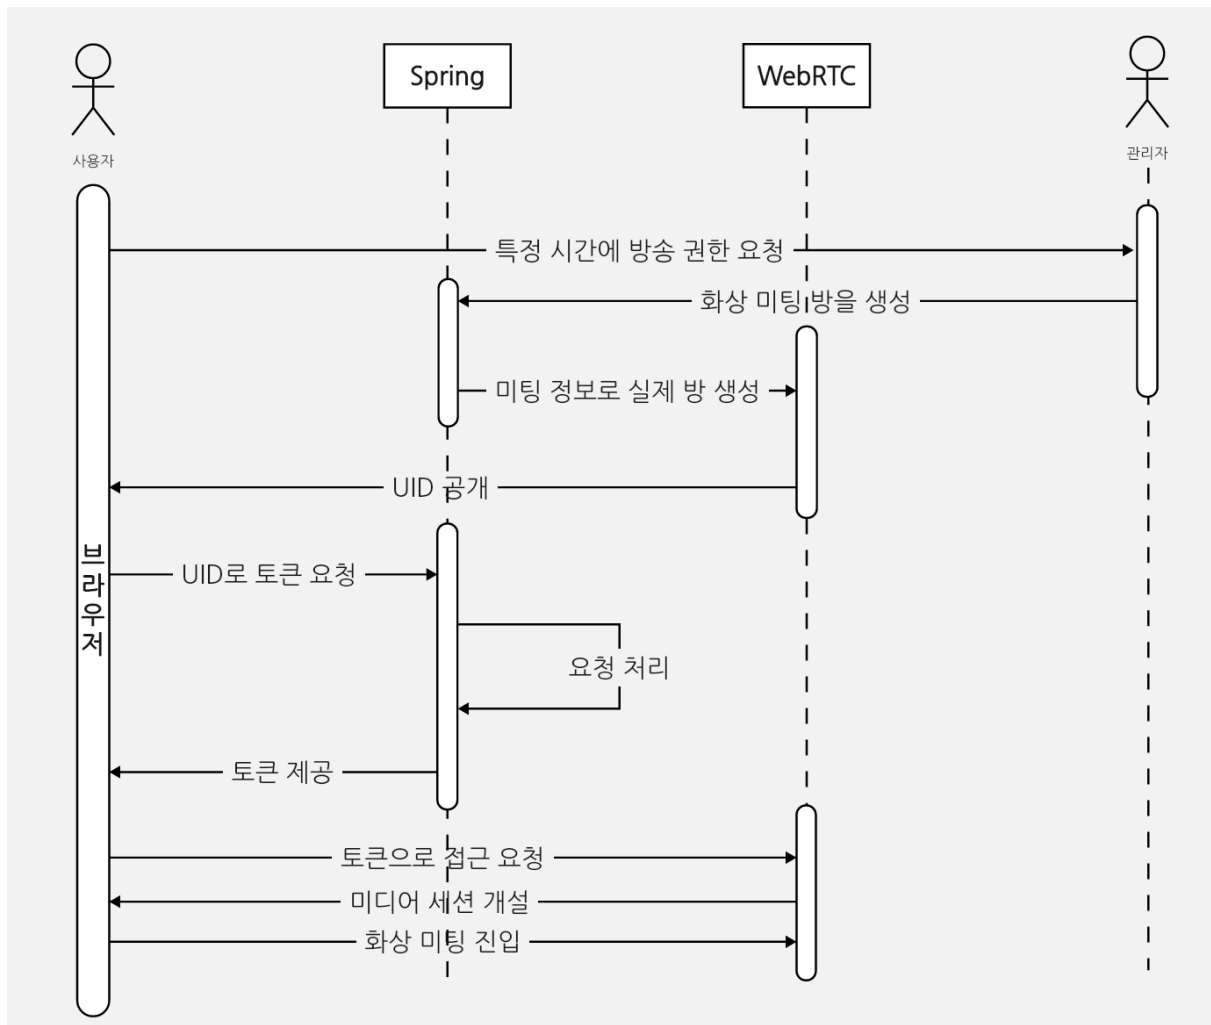 Spring
WebRTC
사용자
관리자
특정 시간에 방송 권한 요청
화상 미팅 방을 생성
미팅 정보로 실제 방 생성
UID 공개
브
라우
저
UID로 토큰 요청
요청 처리
토큰 제공
토큰으로 접근 요청
미디어 세션 개설
화상 미팅 진입